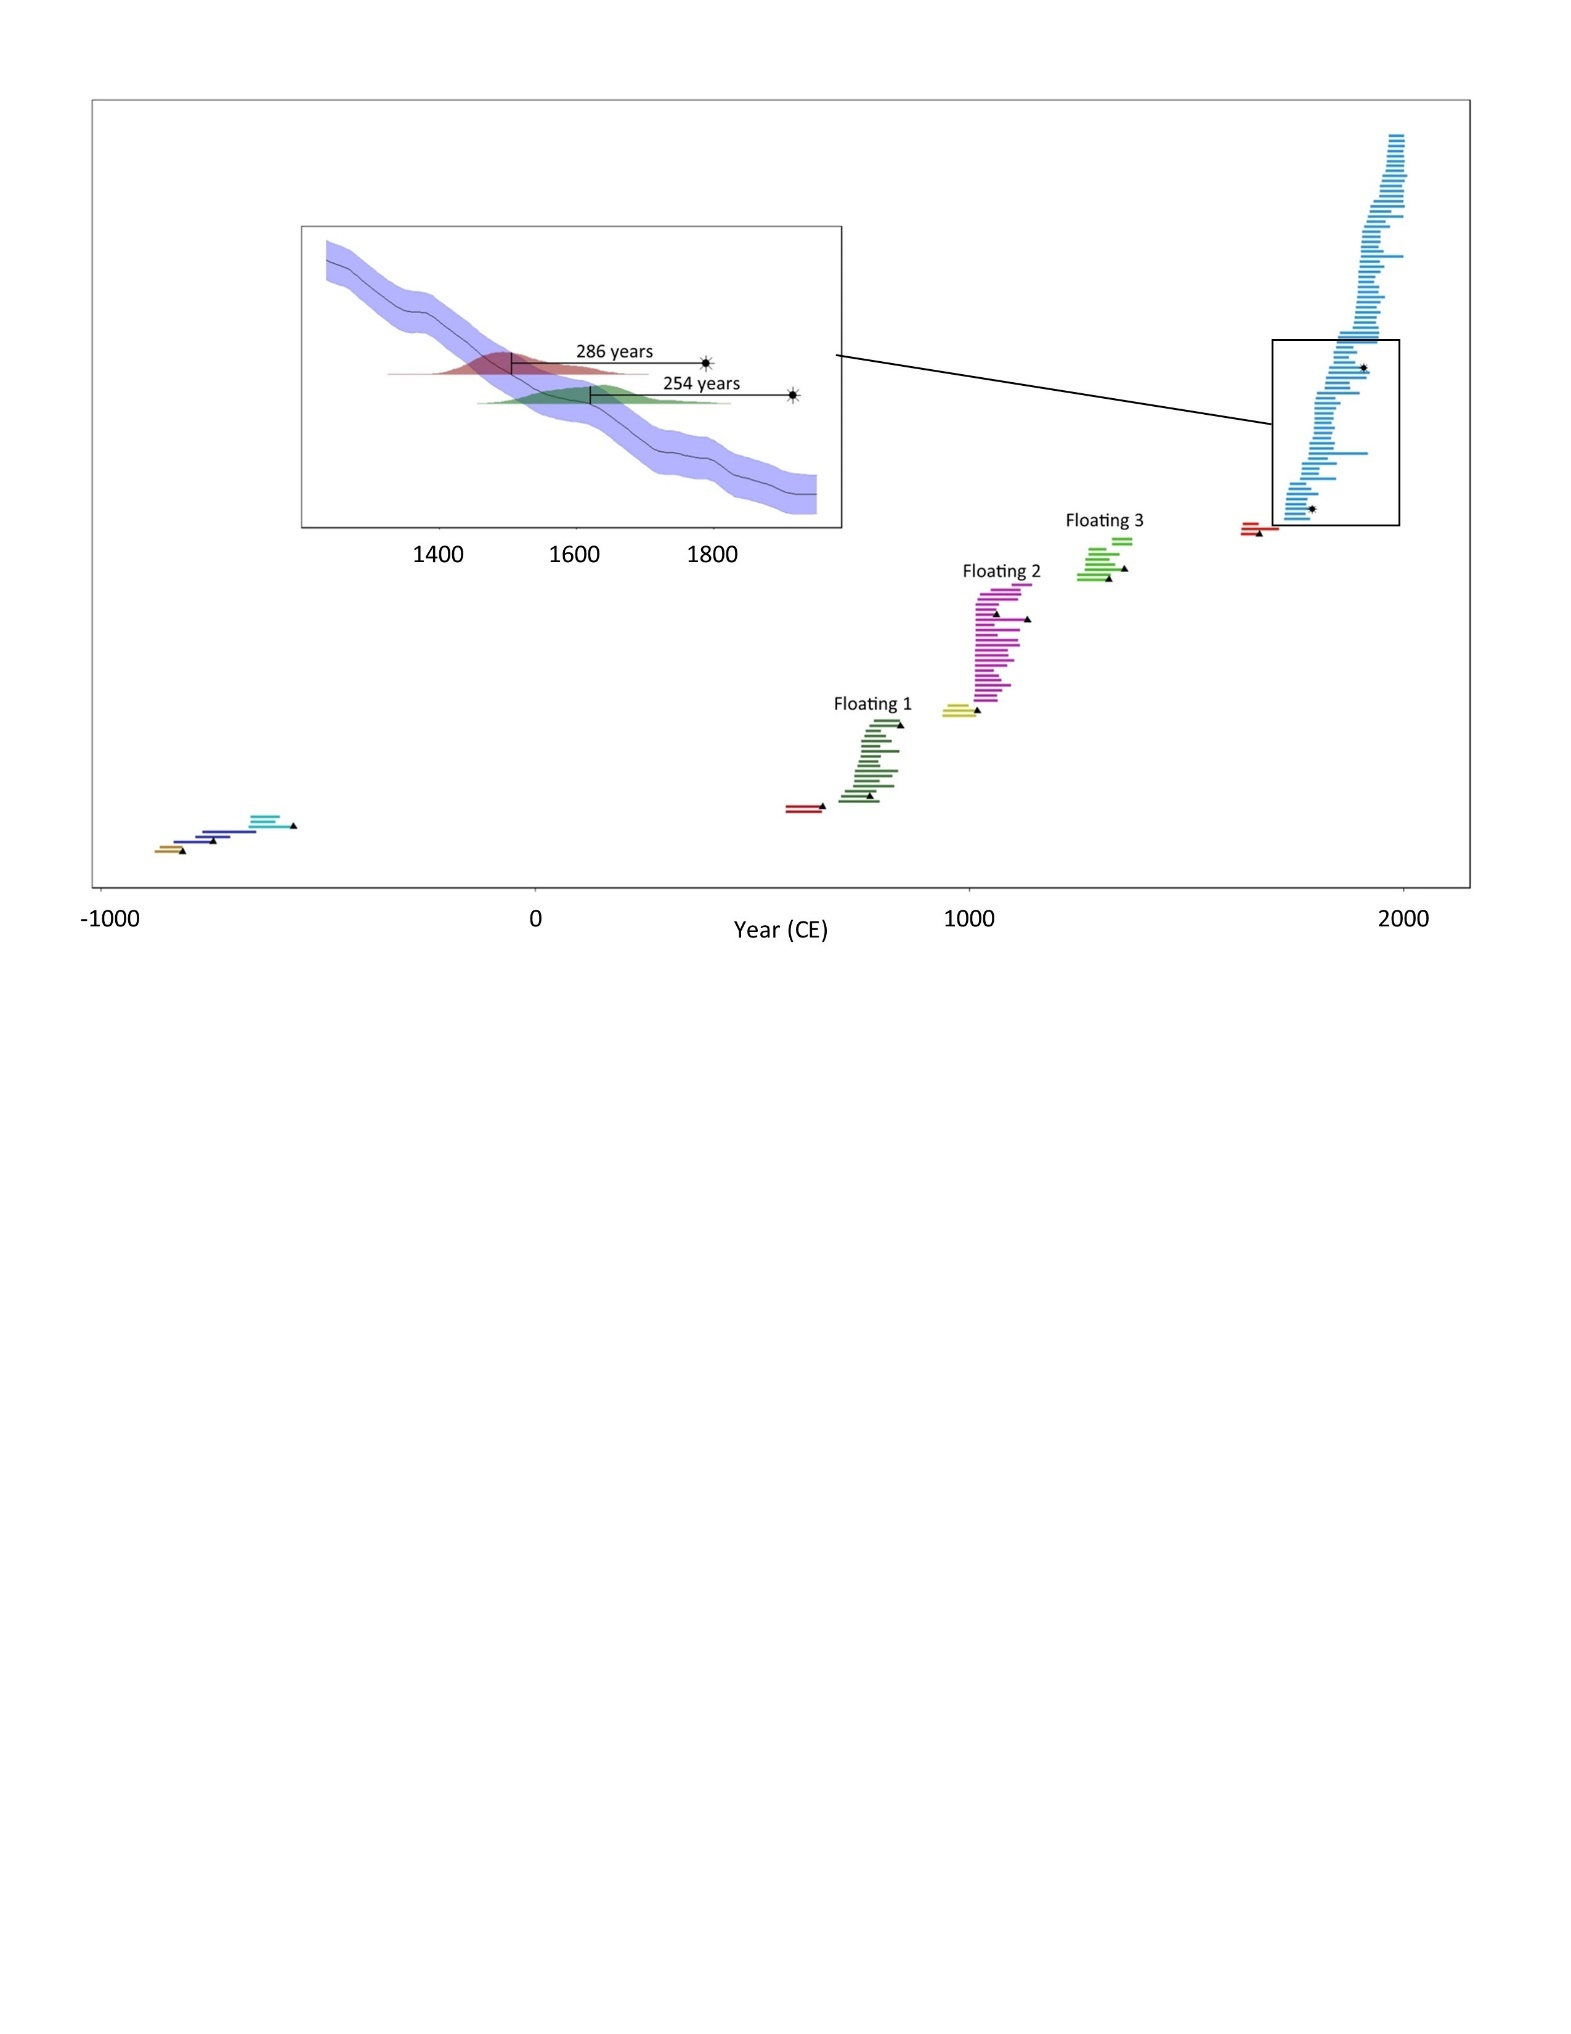 286 years
254 years
1400 1600 1800
Floating 3
Floating 2
Floating 1
-1000 0 1000 2000
Year (CE)